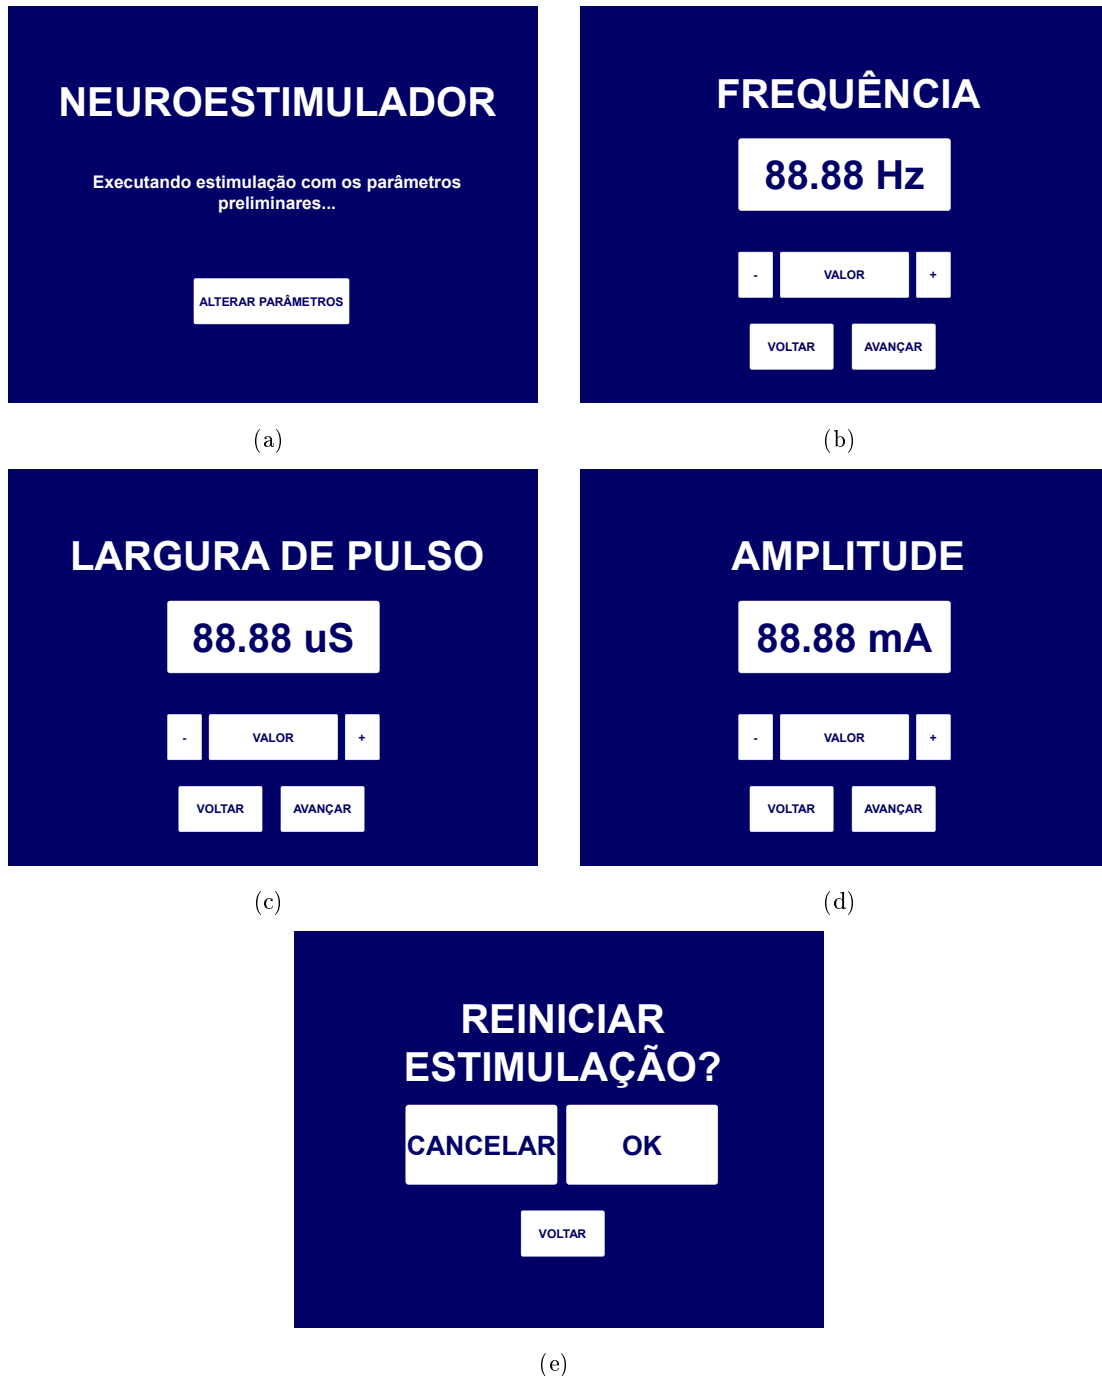 NEUROESTIMULADOR
Executando estimulação com os parâmetros
preliminares...
ALTERAR PARÂMETROS
(a)
FREQUÊNCIA
88.88 Hz
- VALOR +
VOLTAR AVANÇAR
(b)
LARGURA DE PULSO
88.88 uS
- VALOR +
VOLTAR AVANÇAR
(c)
AMPLITUDE
88.88 mA
- VALOR +
VOLTAR AVANÇAR
(d)
REINICIAR
ESTIMULAÇÃO?
CANCELAR OK
VOLTAR
(e)